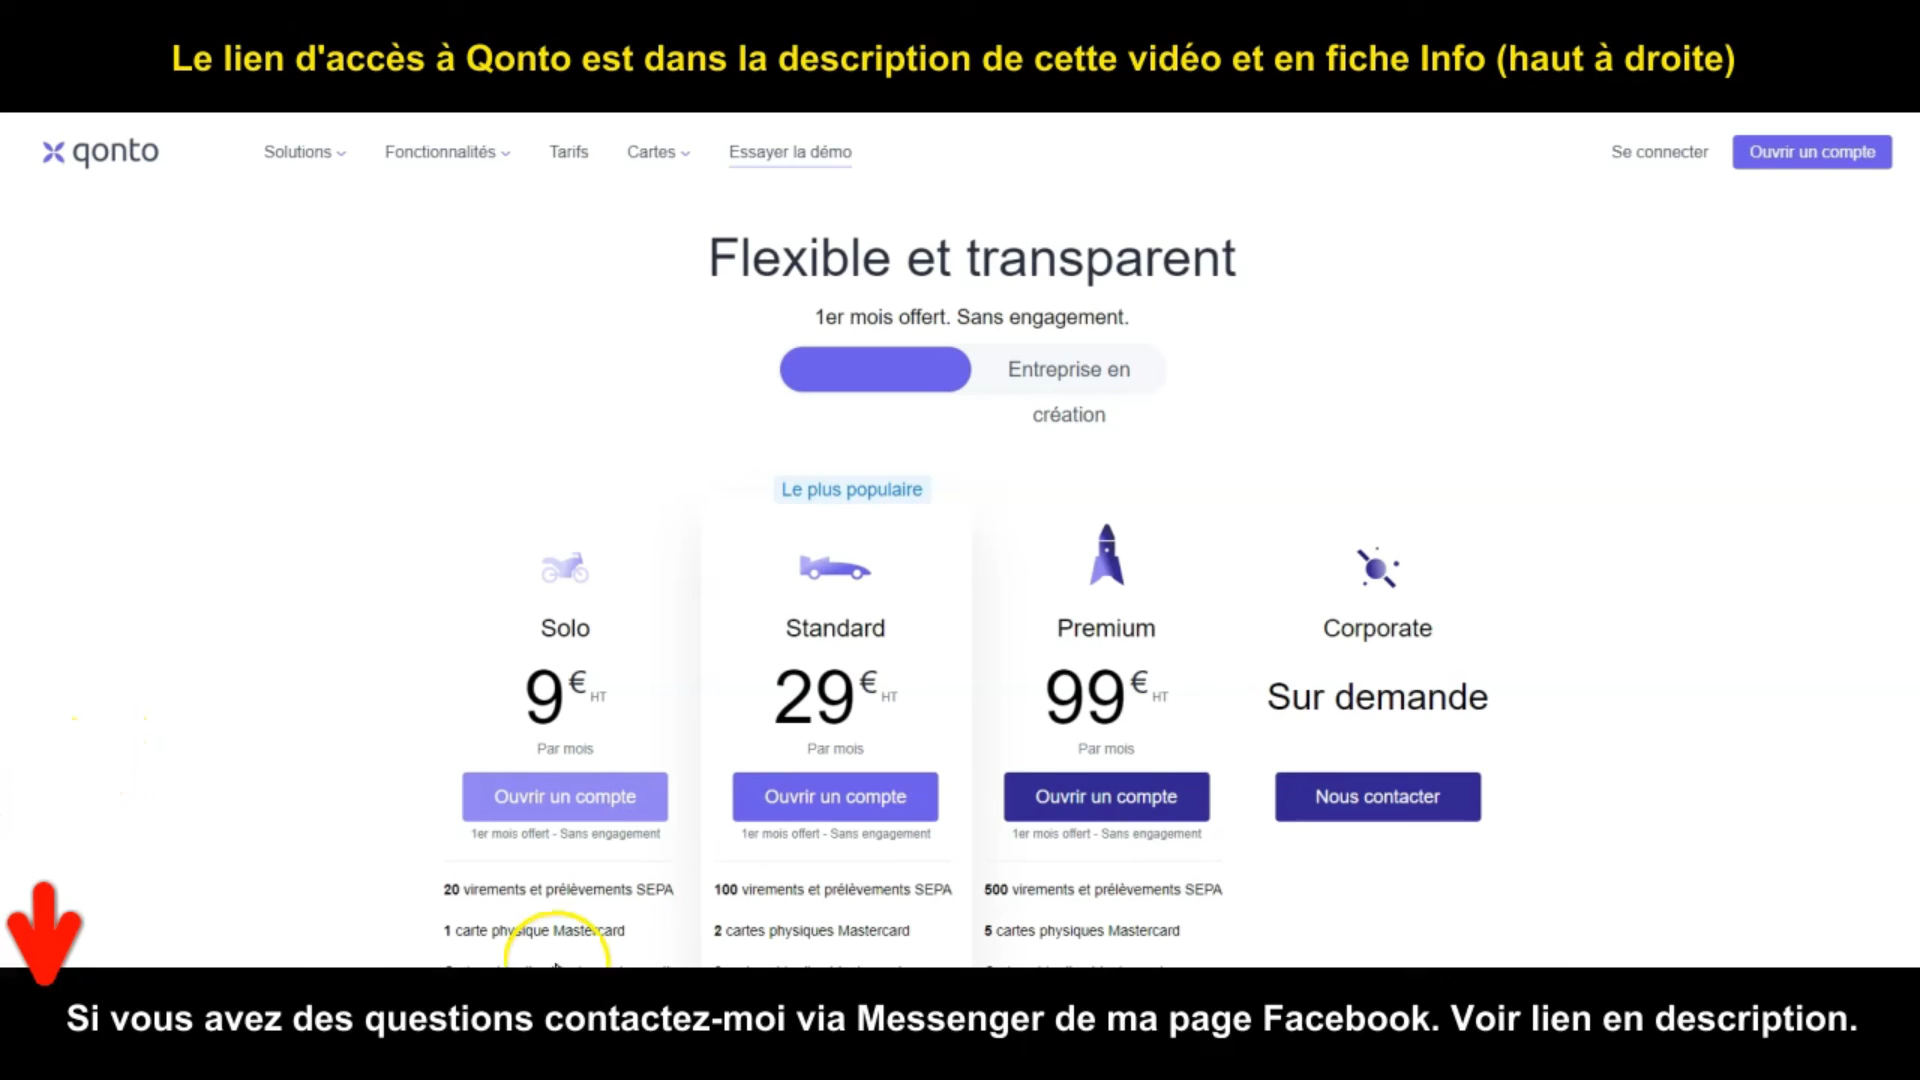 Le lien d'accès à Qonto est dans la description de cette vidéo et en fiche Info (haut à droite)
qonto Solutions Fonctionnalités Tarifs Cartes Essayer la démo Se connecter Ouvrir un compte
Flexible et transparent
1er mois offert. Sans engagement.
Entreprise en
création
Le plus populaire
Solo Standard Premium Corporate
9€ HT 29€ HT 99€ HT Sur demande
Par mois Par mois Par mois
Ouvrir un compte Ouvrir un compte Ouvrir un compte Nous contacter
1er mois offert - Sans engagement 1er mois offert - Sans engagement 1er mois offert - Sans engagement
20 virements et prélèvements SEPA 100 virements et prélèvements SEPA 500 virements et prélèvements SEPA
1 carte physique Mastercard 2 cartes physiques Mastercard 5 cartes physiques Mastercard
Si vous avez des questions contactez-moi via Messenger de ma page Facebook. Voir lien en description.